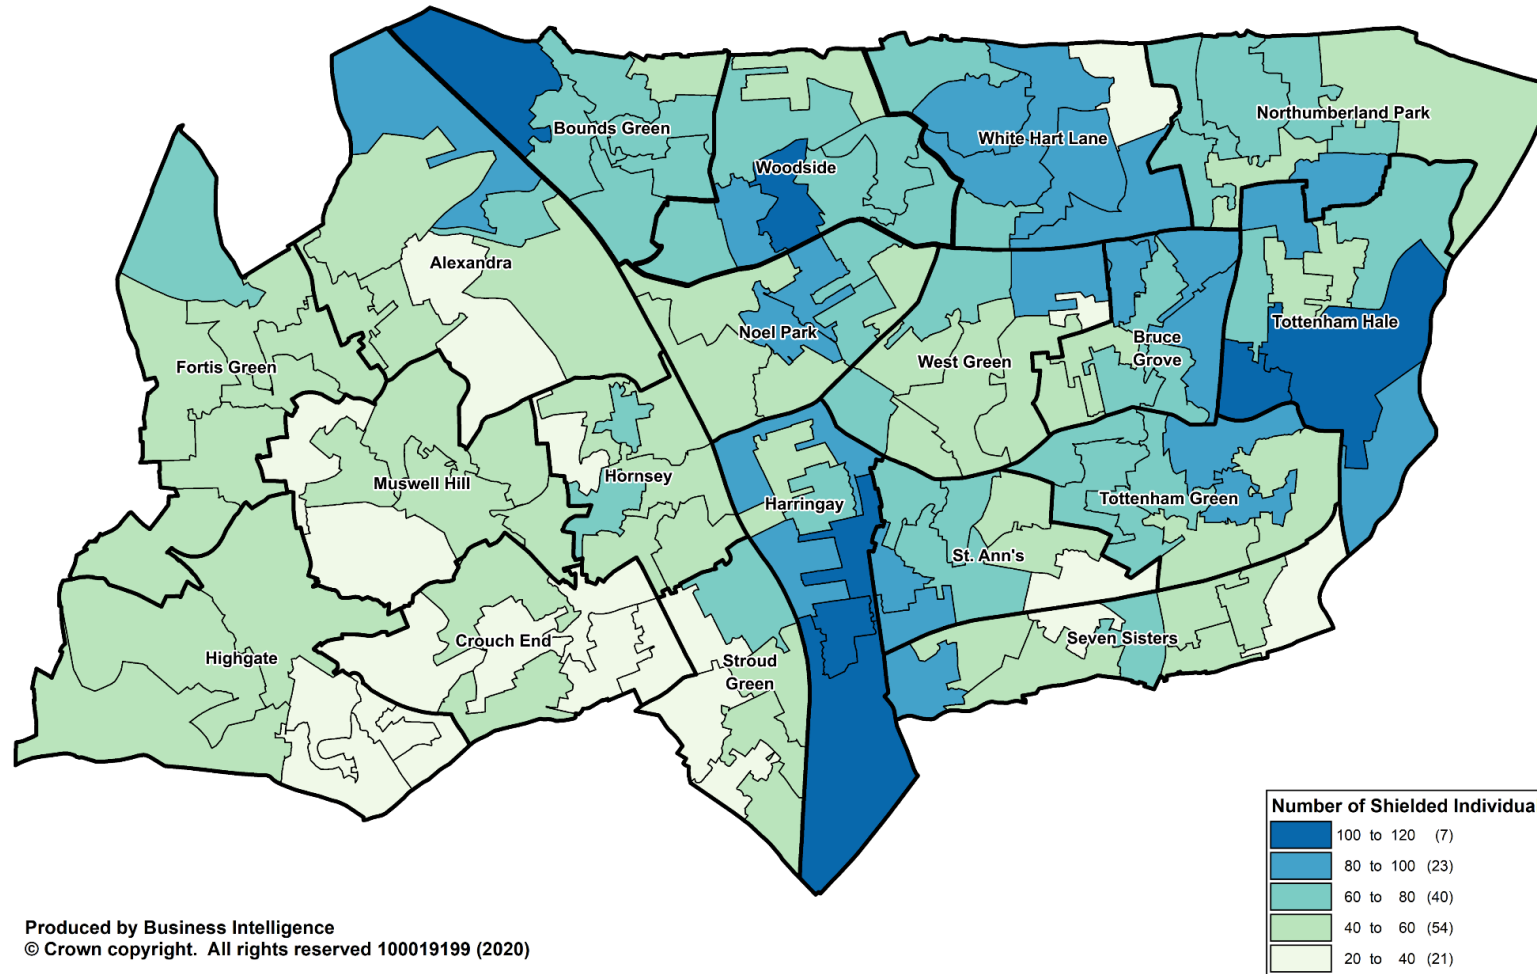 Bounds Green
Woodside
White Hart Lane
Northumberland Park
Alexandra
Noel Park
West Green
Bruce
Grove
Tottenham Hale
Fortis Green
Muswell Hill
Hornsey
Harringay
Tottenham Green
St. Ann's
Highgate
Crouch End
Stroud
Green
Seven Sisters
Number of Shielded Individua
100 to 120 (7)
80 to 100 (23)
60 to 80 (40)
40 to 60 (54)
20 to 40 (21)
Produced by Business Intelligence
© Crown copyright. All rights reserved 100019199 (2020)